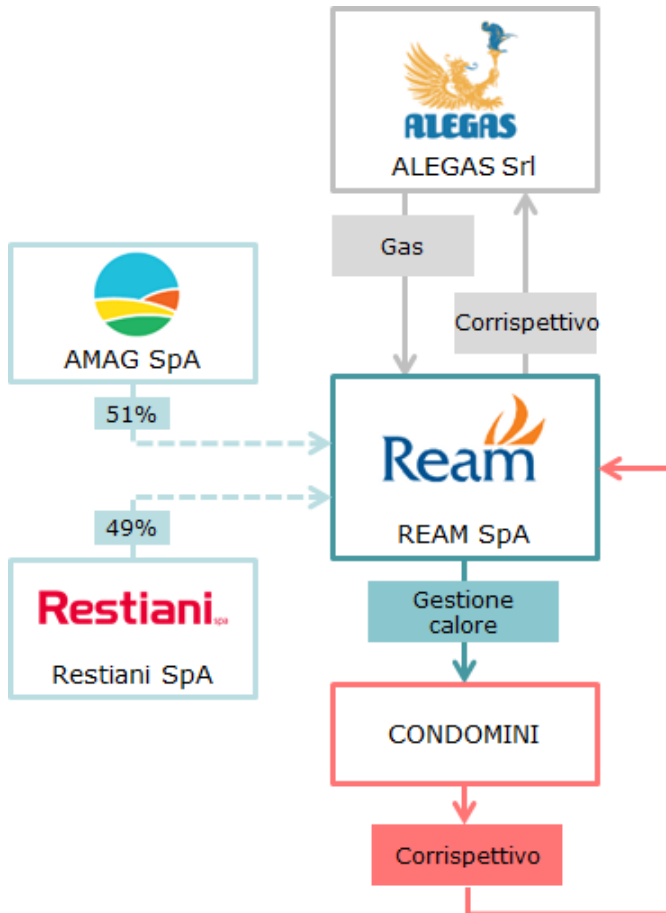 ALEGAS
ALEGAS Srl
Gas
Corrispettivo
AMAG SpA
51%
Ream
REAM SpA
49%
Restiani spa
Restiani SpA
Gestione
calore
CONDOMINI
Corrispettivo